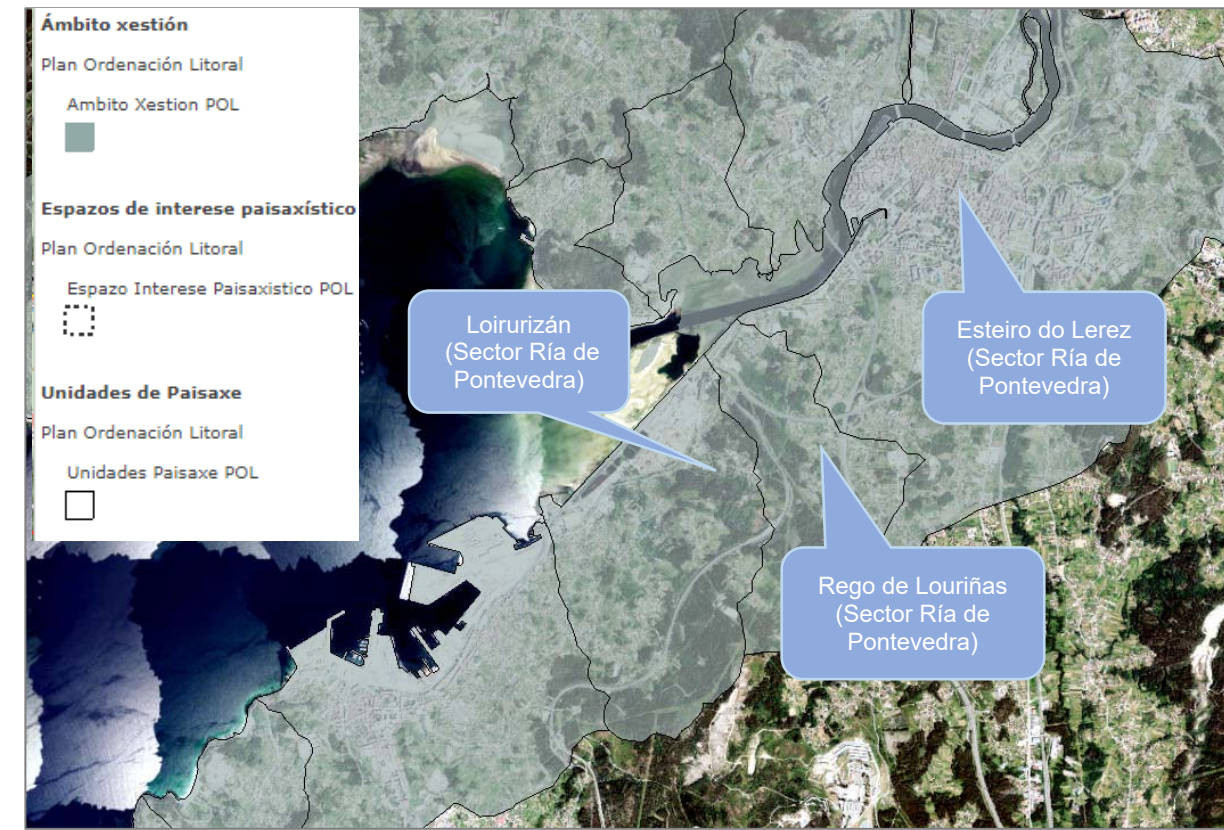 Ámbito xestión
Plan Ordenación Litoral
Ambito Xestion POL
Espazos de interese paisaxístico
Plan Ordenación Litoral
Espazo Interese Paisaxistico POL
Unidades de Paisaxe
Plan Ordenación Litoral
Unidades Paisaxe POL
Loirurizán
(Sector Ría de
Pontevedra)
Esteiro do Lerez
(Sector Ría de
Pontevedra)
Rego de Louriñas
(Sector Ría de
Pontevedra)